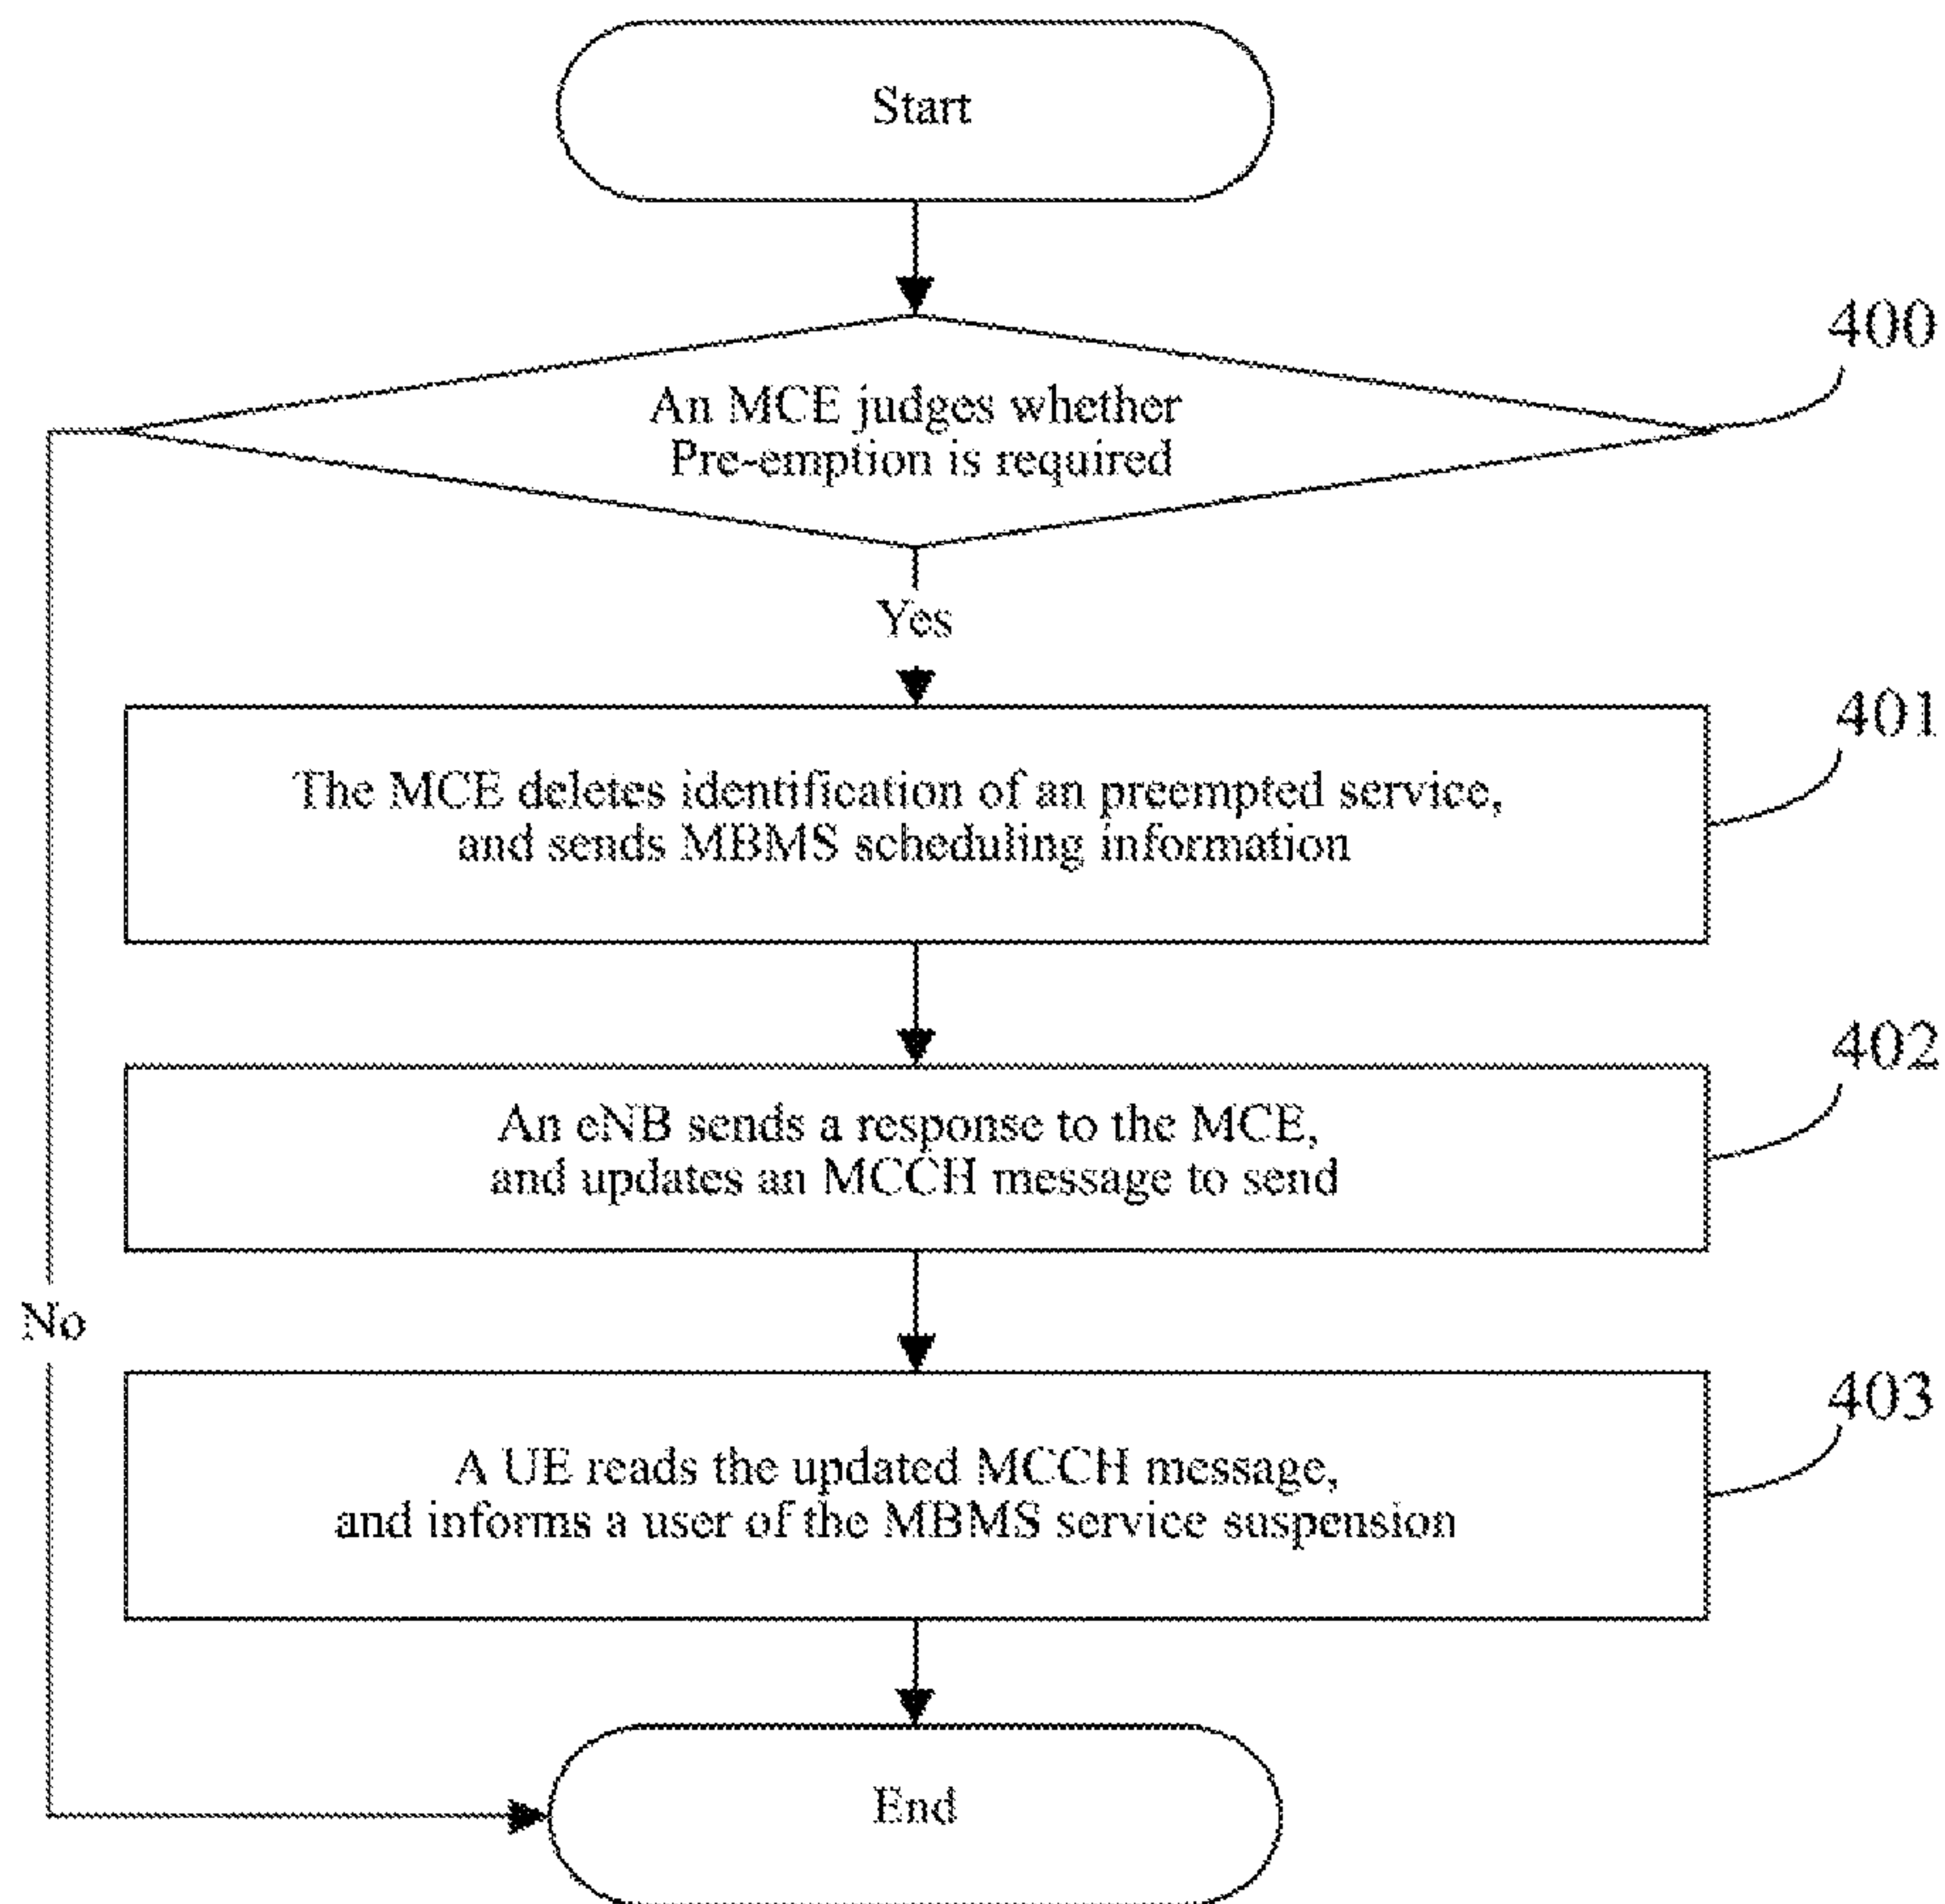 Start
400
An MCE judges whether
Pre-emption is required
Yes
401
The MCE deletes identification of an preempted service,
and sends MBMS scheduling information
402
An eNB sends a response to the MCE,
and updates an MCCH message to send
No
403
A UE reads the updated MCCH message,
and informs a user of the MBMS service suspension
End